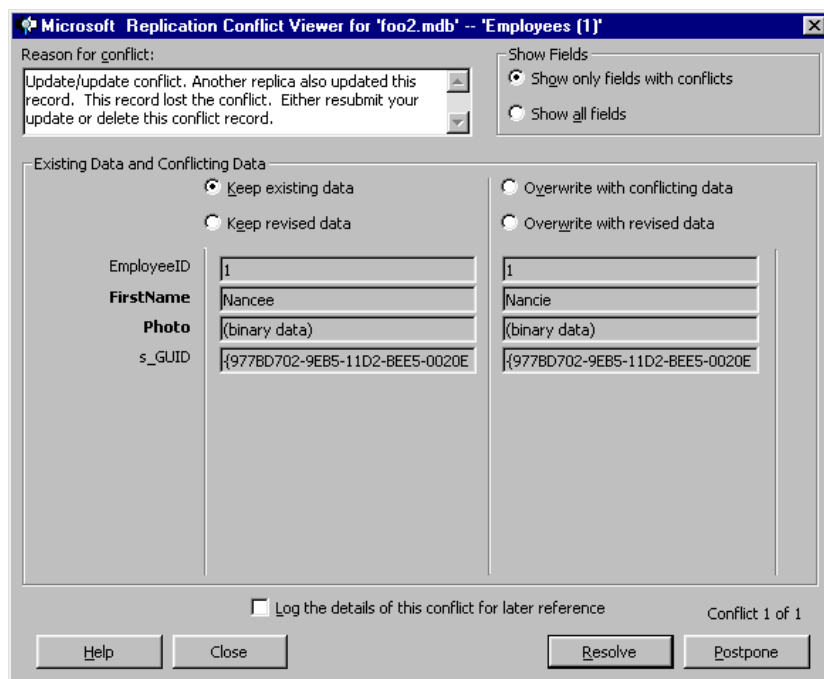 Microsoft Replication Conflict Viewer for 'foo2.mdb' -- 'Employees (1)'
Reason for conflict:
Update/update conflict. Another replica also updated this
record. This record lost the conflict. Either resubmit your
update or delete this conflict record.
Show Fields
Show only fields with conflicts
Show all fields
Existing Data and Conflicting Data
Keep existing data
Overwrite with conflicting data
Keep revised data
Overwrite with revised data
EmployeeID 1 1
FirstName Nancee Nancie
Photo (binary data) (binary data)
s_GUID {977BD702-9EB5-11D2-BEE5-0020E {977BD702-9EB5-11D2-BEE5-0020E
Log the details of this conflict for later reference
Conflict 1 of 1
Help Close Resolve Postpone